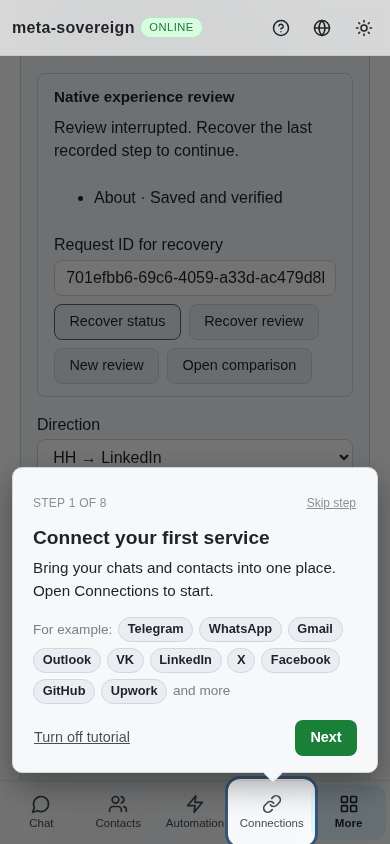 meta-sovereign ONLINE
Native experience review
Review interrupted. Recover the last
recorded step to continue.
• About · Saved and verified
Request ID for recovery
701efbb6-69c6-4059-a33d-ac479d8
Recover status Recover review
New review Open comparison
Direction
HH → LinkedIn
STEP 1 OF 8 Skip step
Connect your first service
Bring your chats and contacts into one place.
Open Connections to start.
For example: Telegram WhatsApp Gmail
Outlook VK LinkedIn X Facebook
GitHub Upwork and more
Turn off tutorial Next
Chat Contacts Automation Connections More